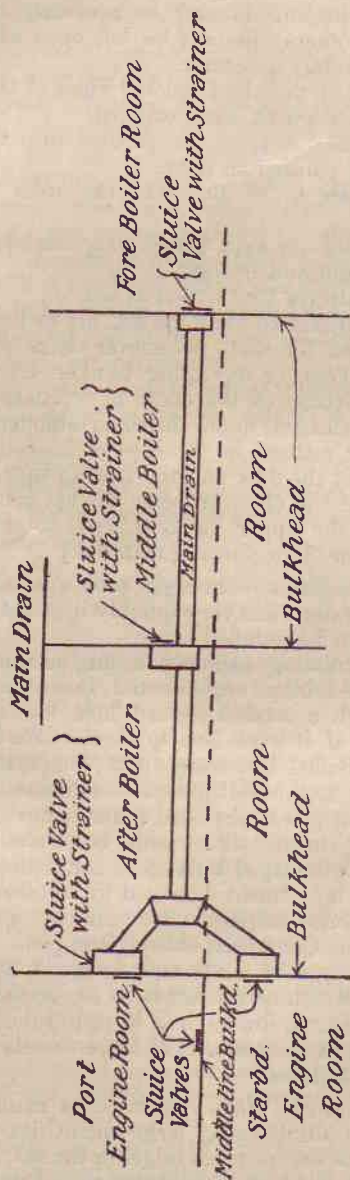 Main Drain
Sluice Valve
with Strainer
After Boiler
Room
Sluice Valve
with Strainer
Middle Boiler
Main Drain
Room
Fore Boiler Room
Sluice
Valve with Strainer
Port
Engine Room
Sluice
Valves
Middle line Bulkd.
Starbd.
Engine
Room
Bulkhead
Bulkhead